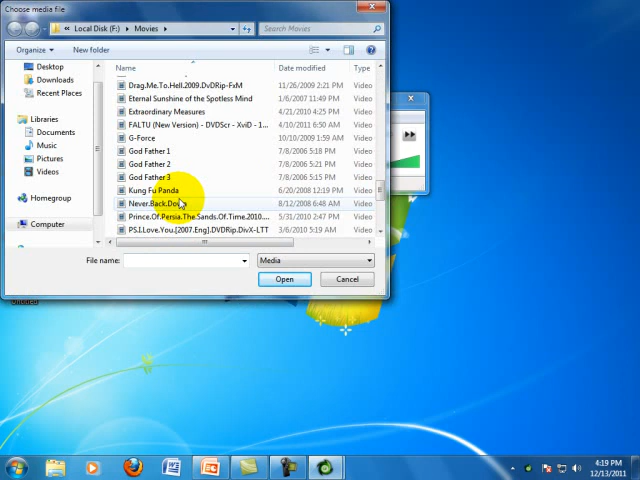 Choose media file
« Local Disk (F:) ▸ Movies ▸
Search Movies
Organize
New folder
Name
Date modified
Type
Desktop
Downloads
Recent Places
Libraries
Documents
Music
Pictures
Videos
Homegroup
Computer
Drag.Me.To.Hell.2009.DvDRip-FxM 11/26/2009 2:21 PM Video
Eternal Sunshine of the Spotless Mind 1/6/2007 11:49 PM Video
Extraordinary Measures 4/21/2010 4:25 PM Video
FALTU (New Version) - DVDScr - XviD - 1... 4/10/2011 6:50 AM Video
G-Force 10/10/2009 1:59 AM Video
God Father 1 7/8/2006 5:18 PM Video
God Father 2 7/8/2006 5:21 PM Video
God Father 3 7/8/2006 5:15 PM Video
Kung Fu Panda 6/20/2008 12:19 PM Video
Never.Back.Down 8/12/2008 6:48 AM Video
Prince.Of.Persia.The.Sands.Of.Time.2010.... 5/31/2010 2:47 PM Video
PS.I.Love.You.[2007.Eng].DVDRip.DivX-LTT 3/6/2010 5:19 AM Video
File name:
Media
Open
Cancel
Untitled
4:19 PM
12/13/2011